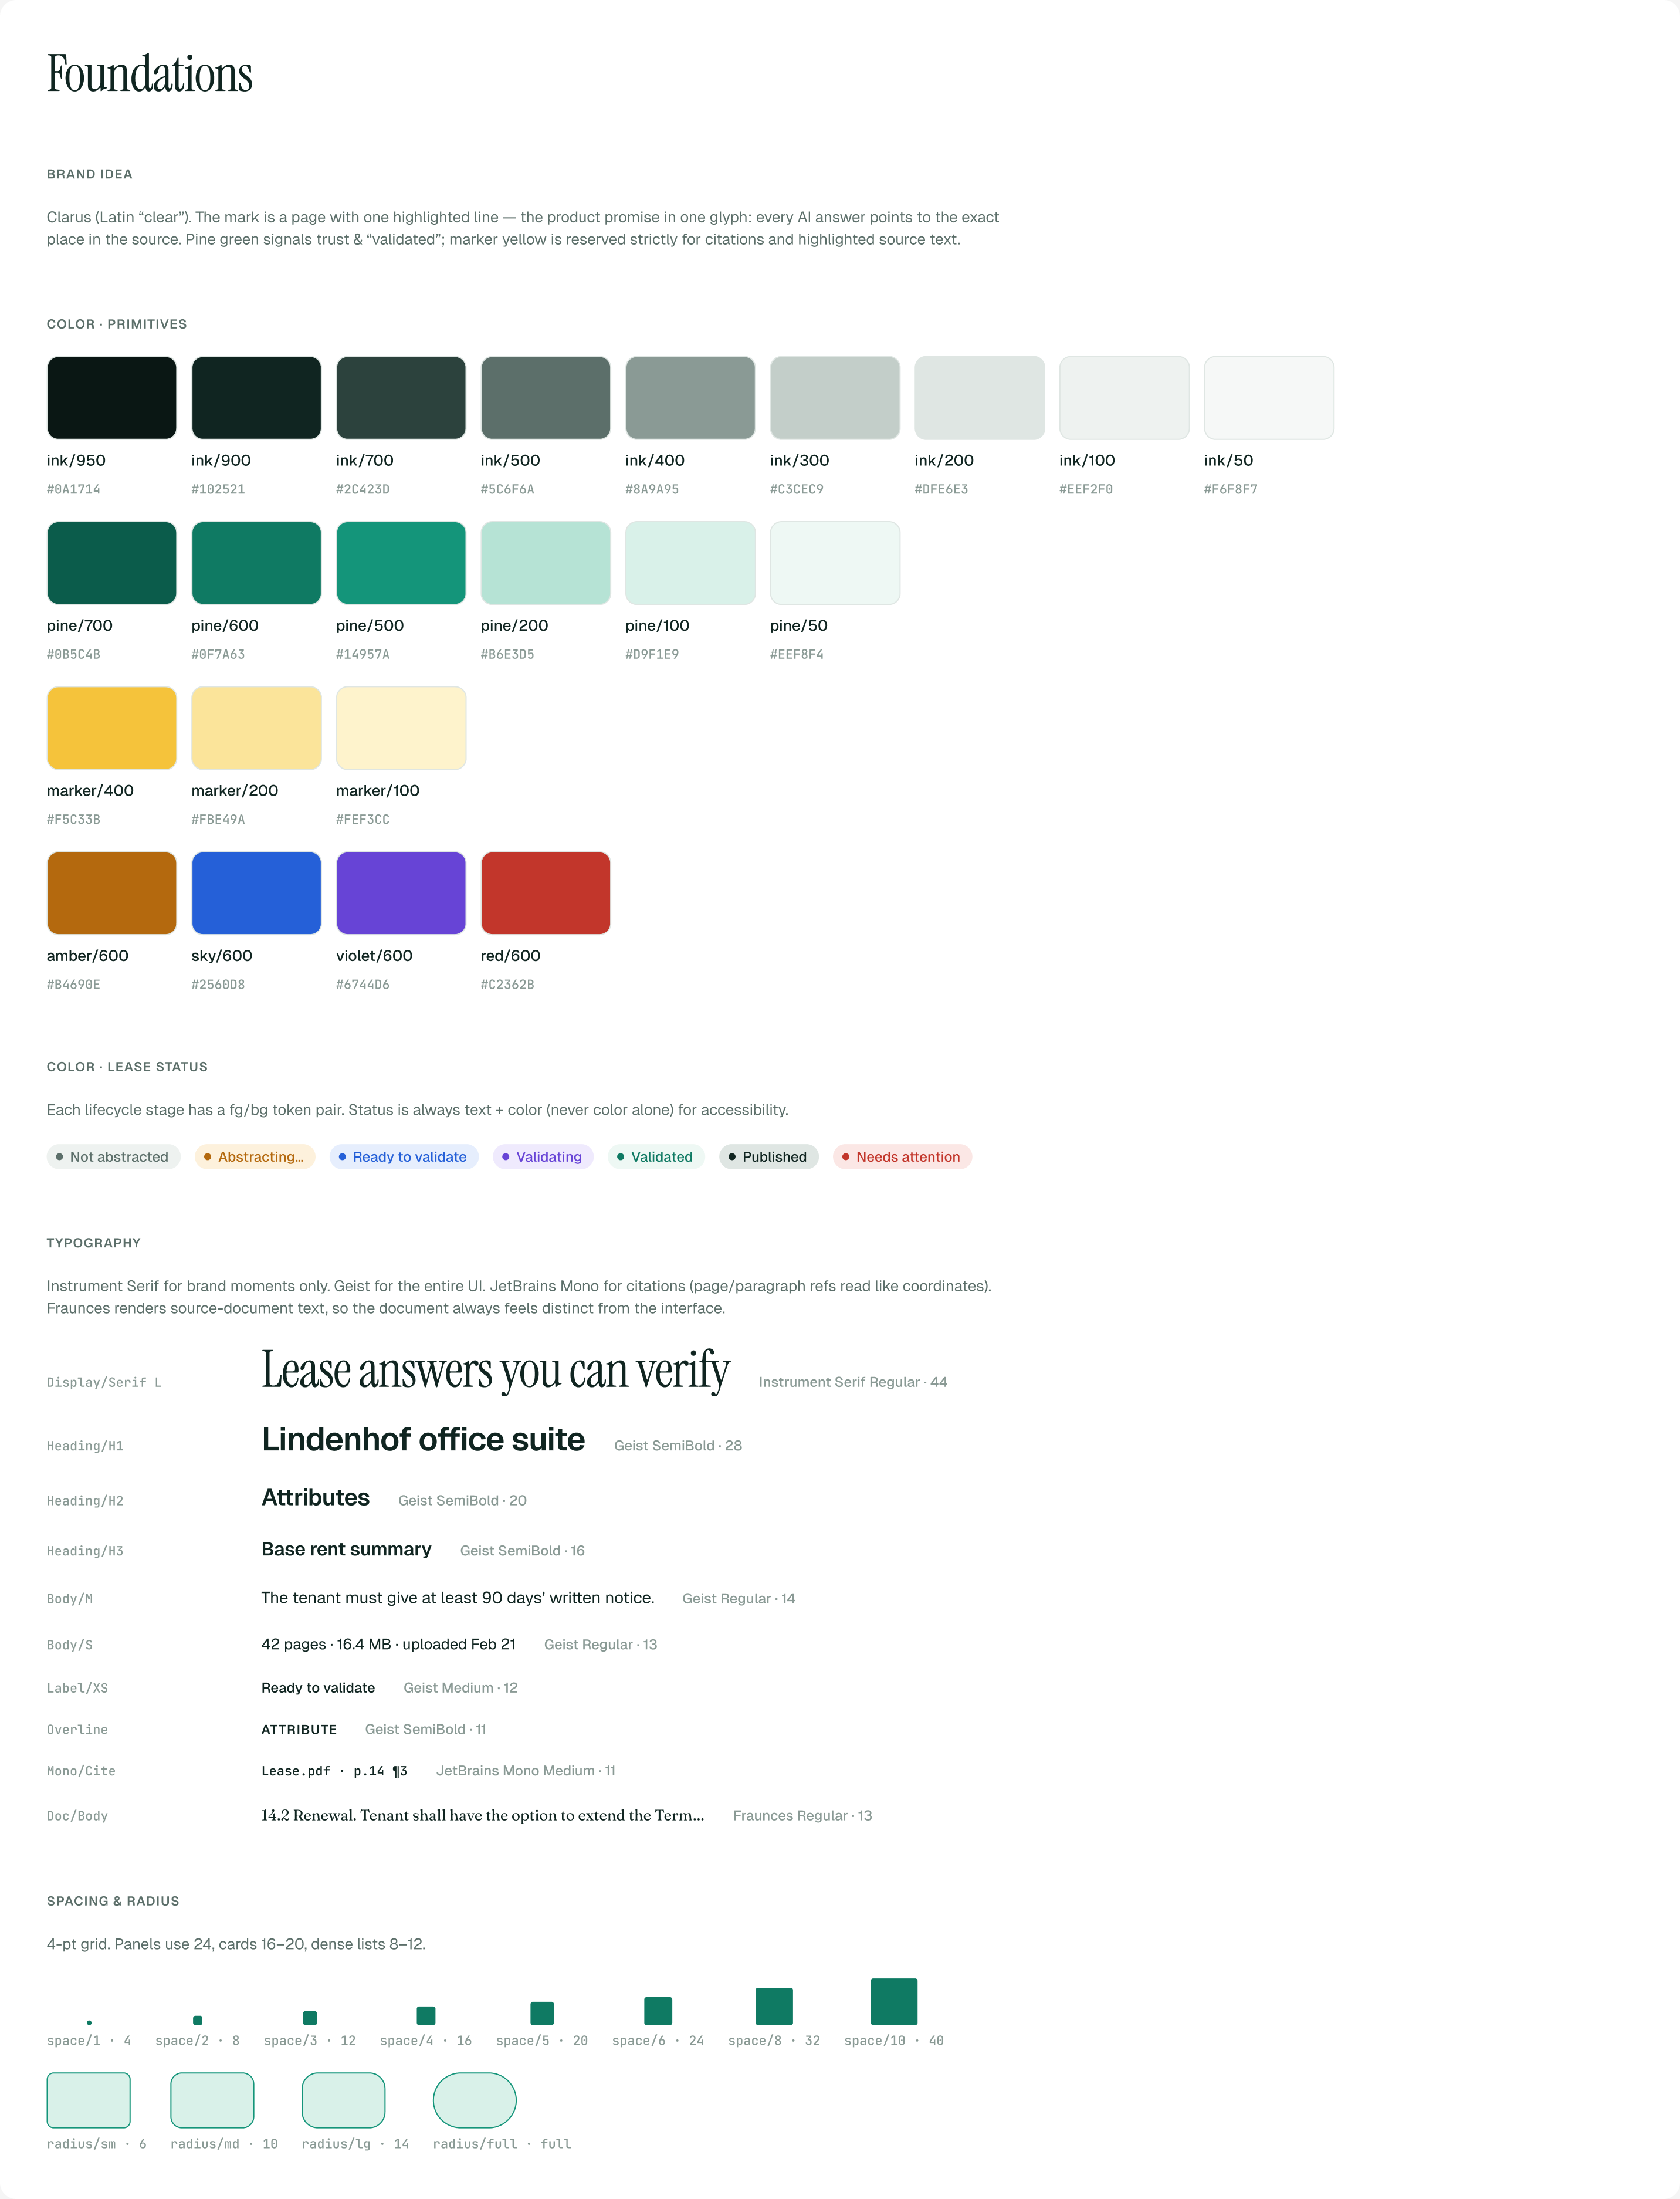 Foundations
BRAND IDEA
Clarus (Latin “clear”). The mark is a page with one highlighted line — the product promise in one glyph: every AI answer points to the exact
place in the source. Pine green signals trust & “validated”; marker yellow is reserved strictly for citations and highlighted source text.
COLOR · PRIMITIVES
ink/950 ink/900 ink/700 ink/500 ink/400 ink/300 ink/200 ink/100 ink/50
#0A1714 #102521 #2C423D #5C6F6A #8A9A95 #C3CEC9 #DFE6E3 #EEF2F0 #F6F8F7
pine/700 pine/600 pine/500 pine/200 pine/100 pine/50
#0B5C4B #0F7A63 #14957A #B6E3D5 #D9F1E9 #EEF8F4
marker/400 marker/200 marker/100
#F5C33B #FBE49A #FEF3CC
amber/600 sky/600 violet/600 red/600
#B4690E #2560D8 #6744D6 #C2362B
COLOR · LEASE STATUS
Each lifecycle stage has a fg/bg token pair. Status is always text + color (never color alone) for accessibility.
Not abstracted Abstracting… Ready to validate Validating Validated Published Needs attention
TYPOGRAPHY
Instrument Serif for brand moments only. Geist for the entire UI. JetBrains Mono for citations (page/paragraph refs read like coordinates).
Fraunces renders source-document text, so the document always feels distinct from the interface.
Display/Serif L Lease answers you can verify Instrument Serif Regular · 44
Heading/H1 Lindenhof office suite Geist SemiBold · 28
Heading/H2 Attributes Geist SemiBold · 20
Heading/H3 Base rent summary Geist SemiBold · 16
Body/M The tenant must give at least 90 days’ written notice. Geist Regular · 14
Body/S 42 pages · 16.4 MB · uploaded Feb 21 Geist Regular · 13
Label/XS Ready to validate Geist Medium · 12
Overline ATTRIBUTE Geist SemiBold · 11
Mono/Cite Lease.pdf · p.14 ¶3 JetBrains Mono Medium · 11
Doc/Body 14.2 Renewal. Tenant shall have the option to extend the Term… Fraunces Regular · 13
SPACING & RADIUS
4-pt grid. Panels use 24, cards 16–20, dense lists 8–12.
space/1 · 4 space/2 · 8 space/3 · 12 space/4 · 16 space/5 · 20 space/6 · 24 space/8 · 32 space/10 · 40
radius/sm · 6 radius/md · 10 radius/lg · 14 radius/full · full